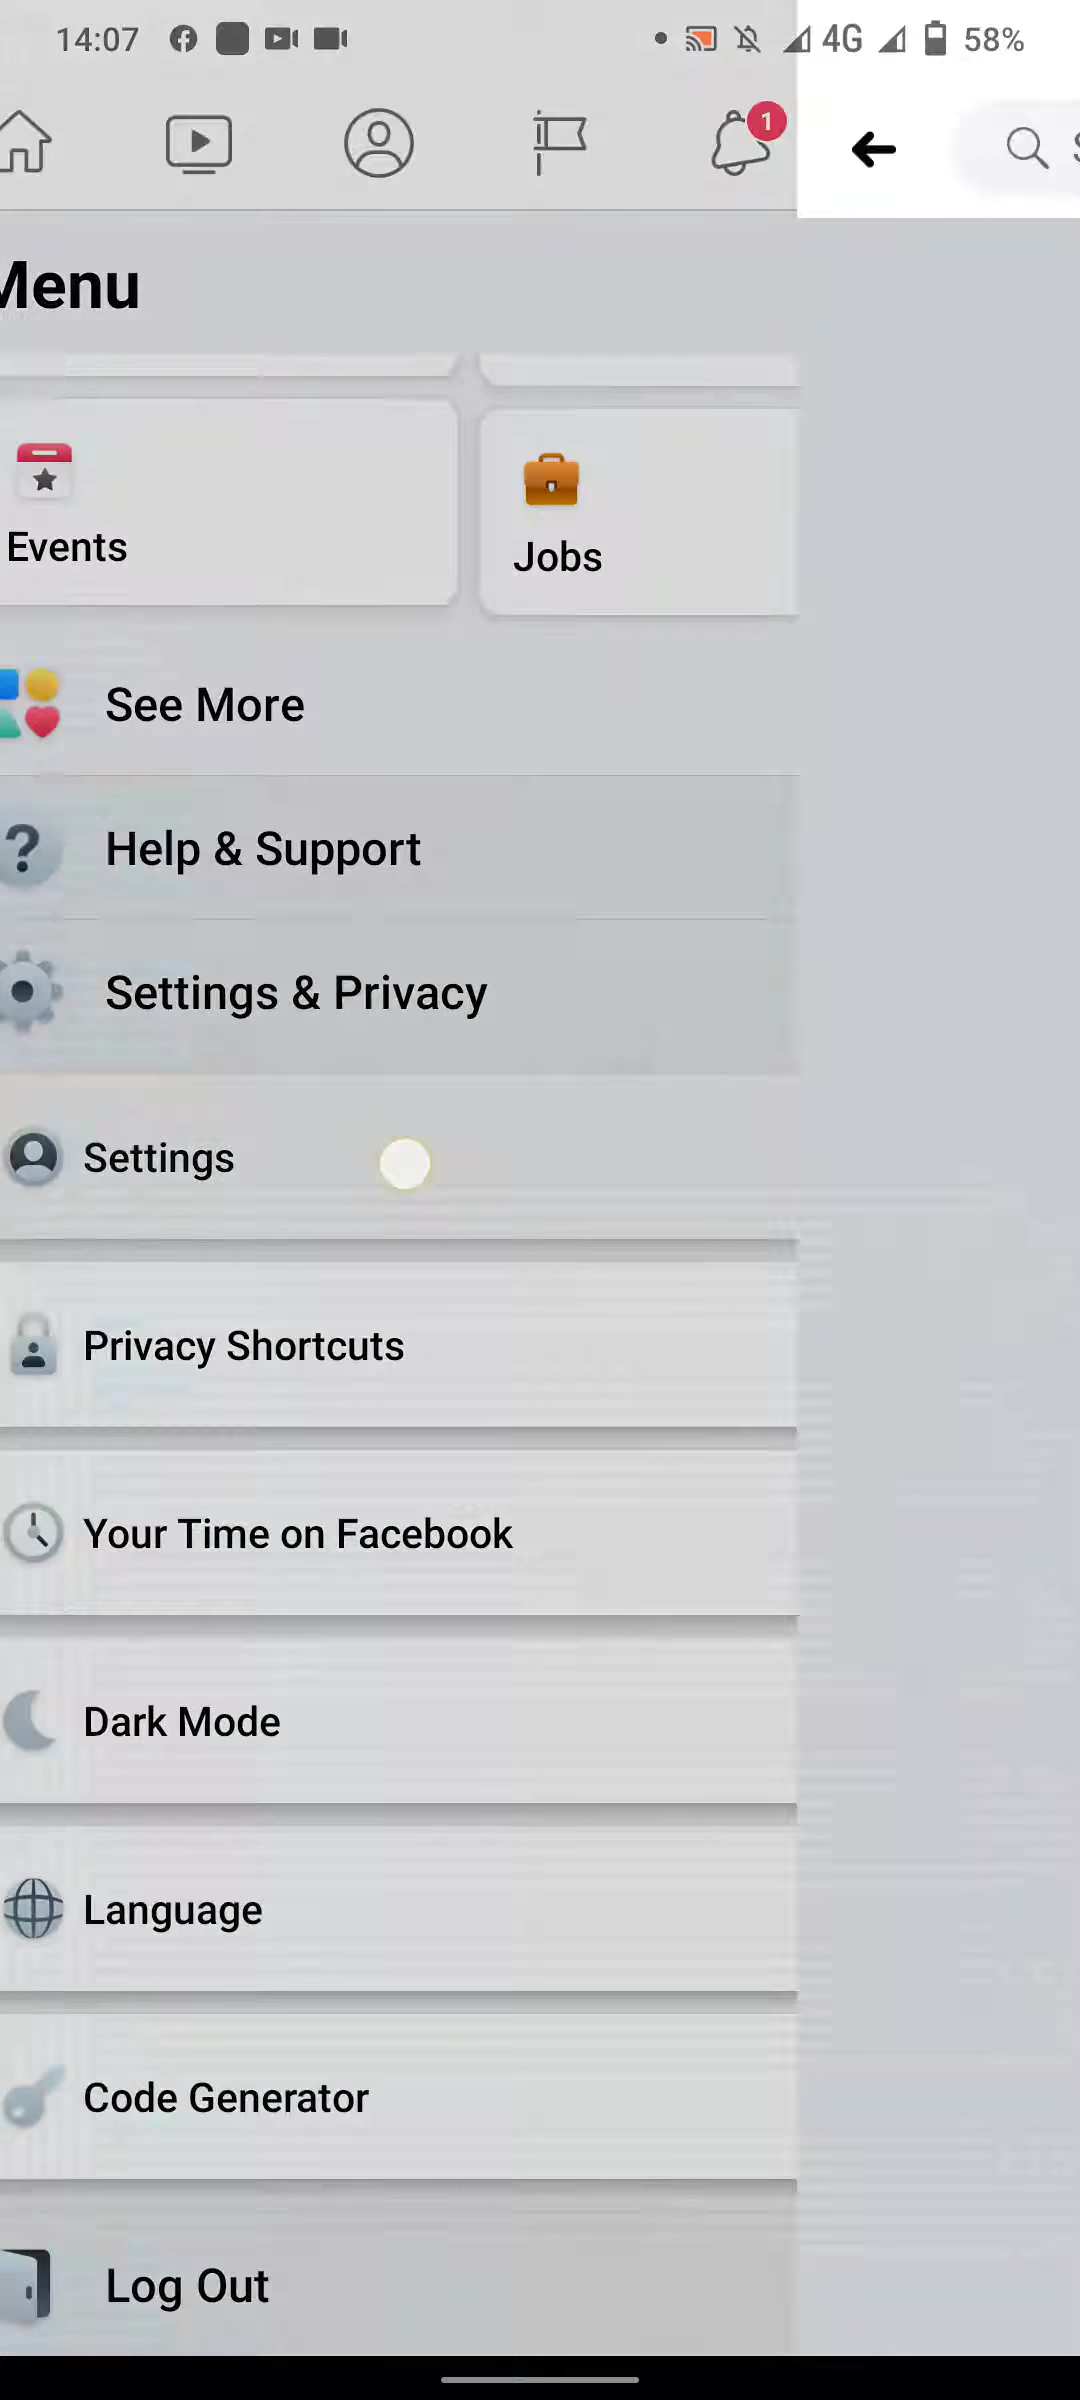 14:07
4G
58%
1
Menu
Events
Jobs
See More
Help & Support
Settings & Privacy
Settings
Privacy Shortcuts
Your Time on Facebook
Dark Mode
Language
Code Generator
Log Out